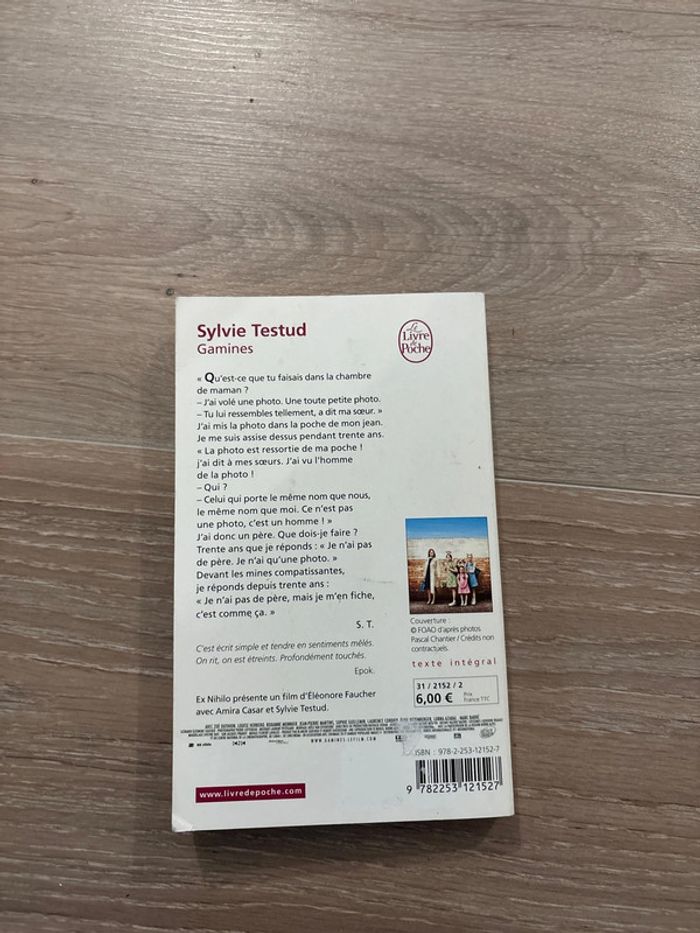 Sylvie Testud
Gamines
Le
Livre
de
Poche
« Qu'est-ce que tu faisais dans la chambre
de maman ?
– J'ai volé une photo. Une toute petite photo.
– Tu lui ressembles tellement, a dit ma sœur. »
J'ai mis la photo dans la poche de mon jean.
Je me suis assise dessus pendant trente ans.
« La photo est ressortie de ma poche !
j'ai dit à mes sœurs. J'ai vu l'homme
de la photo !
– Qui ?
– Celui qui porte le même nom que nous,
le même nom que moi. Ce n'est pas
une photo, c'est un homme ! »
J'ai donc un père. Que dois-je faire ?
Trente ans que je réponds : « Je n'ai pas
de père. Je n'ai qu'une photo. »
Devant les mines compatissantes,
je réponds depuis trente ans :
« Je n'ai pas de père, mais je m'en fiche,
c'est comme ça. »
S. T.
C'est écrit simple et tendre en sentiments mêlés.
On rit, on est étreints. Profondément touchés.
Epok.
Ex Nihilo présente un film d'Éléonore Faucher
avec Amira Casar et Sylvie Testud.
Couverture :
© FOAO d'après photos
Pascal Chantier / Crédits non
contractuels.
texte intégral
31 / 2152 / 2
6,00 €
Prix
France TTC
WWW.GAMINES-LEFILM.COM
ISBN : 978-2-253-12152-7
9 782253 121527
www.livredepoche.com